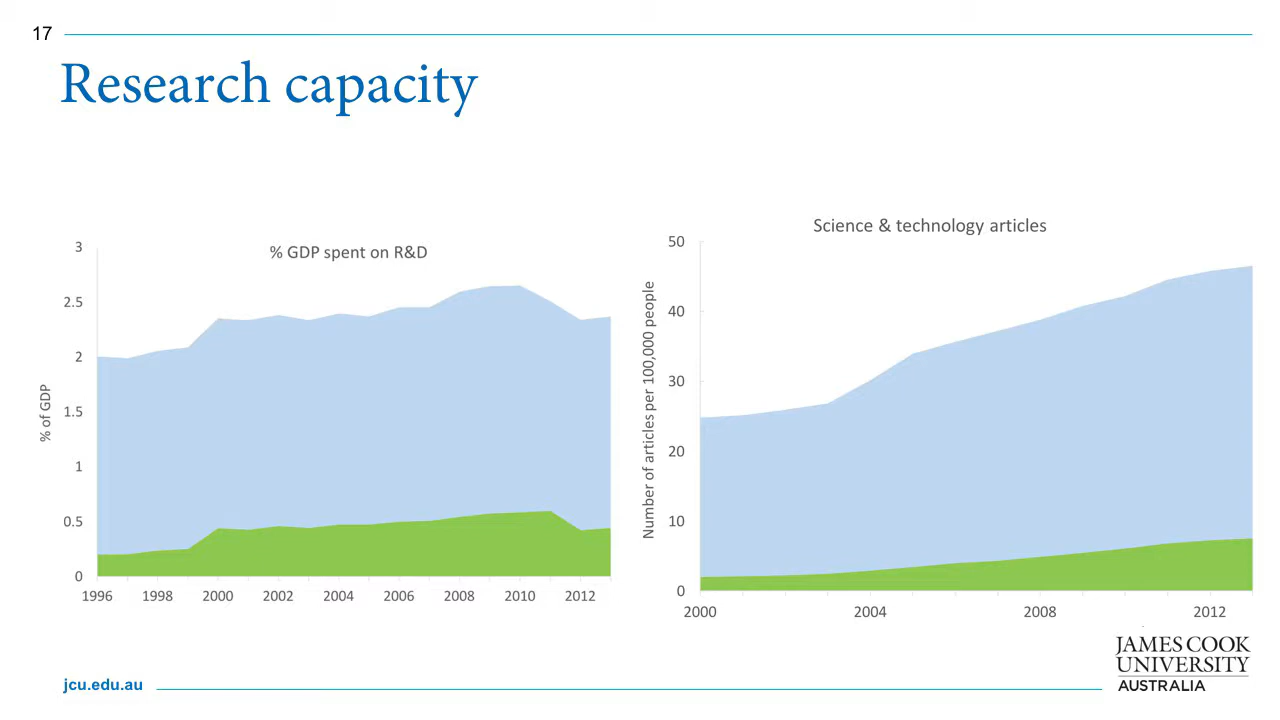 17
Research capacity
% GDP spent on R&D
% of GDP
3
2.5
2
1.5
1
0.5
0
1996 1998 2000 2002 2004 2006 2008 2010 2012
Science & technology articles
Number of articles per 100,000 people
50
40
30
20
10
0
2000 2004 2008 2012
jcu.edu.au
JAMES COOK
UNIVERSITY
AUSTRALIA